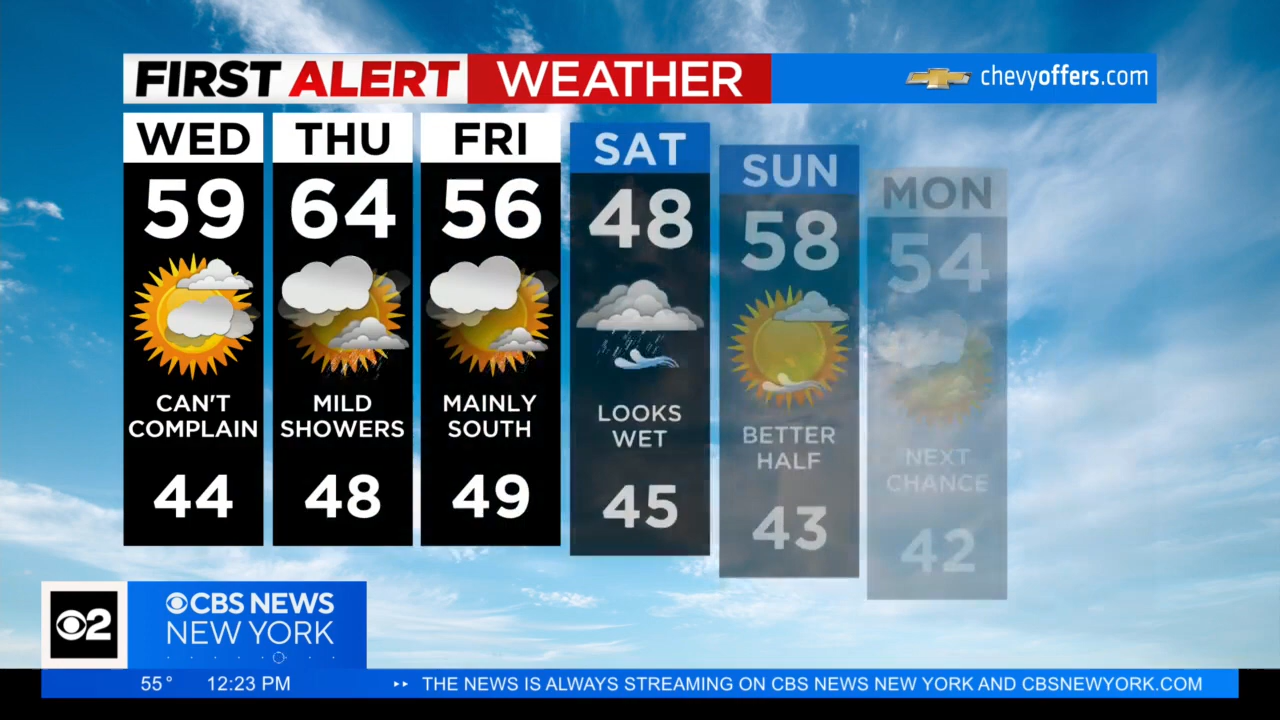 FIRST ALERT WEATHER
chevyoffers.com
WED
59
CAN'T
COMPLAIN
44
THU
64
MILD
SHOWERS
48
FRI
56
MAINLY
SOUTH
49
SAT
48
LOOKS
WET
45
SUN
58
BETTER
HALF
43
MON
54
NEXT
CHANCE
42
2
CBS NEWS
NEW YORK
55° 12:23 PM THE NEWS IS ALWAYS STREAMING ON CBS NEWS NEW YORK AND CBSNEWYORK.COM